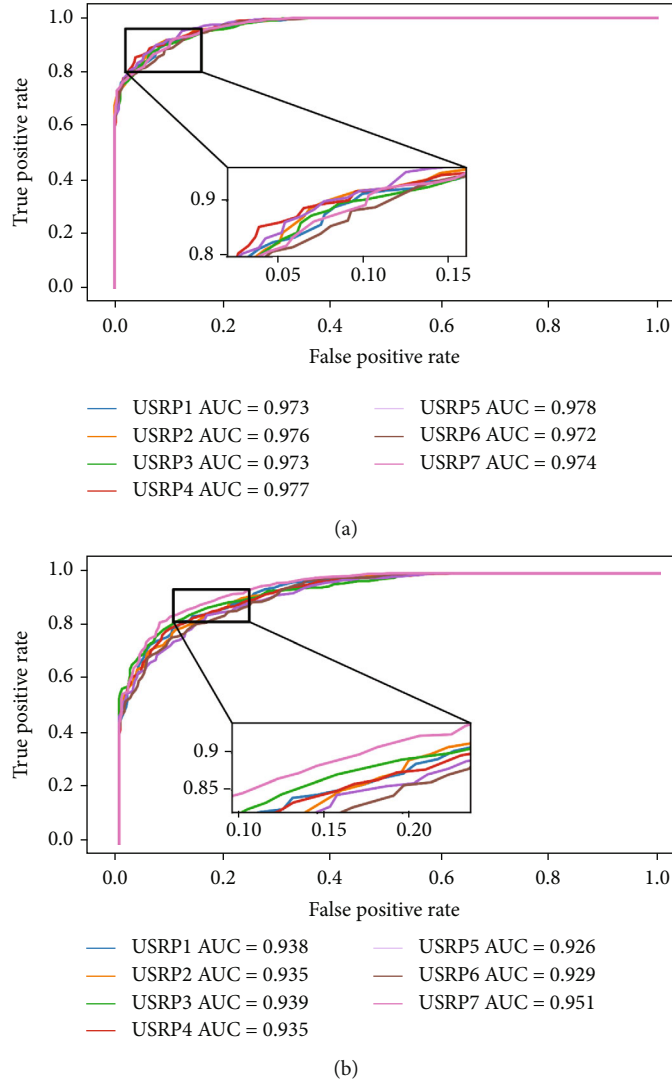 1.0
0.8
0.6
0.4
0.2
0.0
True positive rate
0.9
0.8
0.05 0.10 0.15
0.0 0.2 0.4 0.6 0.8 1.0
False positive rate
USRP1 AUC = 0.973
USRP2 AUC = 0.976
USRP3 AUC = 0.973
USRP4 AUC = 0.977
USRP5 AUC = 0.978
USRP6 AUC = 0.972
USRP7 AUC = 0.974
(a)
1.0
0.8
0.6
0.4
0.2
0.0
True positive rate
0.9
0.85
0.10 0.15 0.20
0.0 0.2 0.4 0.6 0.8 1.0
False positive rate
USRP1 AUC = 0.938
USRP2 AUC = 0.935
USRP3 AUC = 0.939
USRP4 AUC = 0.935
USRP5 AUC = 0.926
USRP6 AUC = 0.929
USRP7 AUC = 0.951
(b)